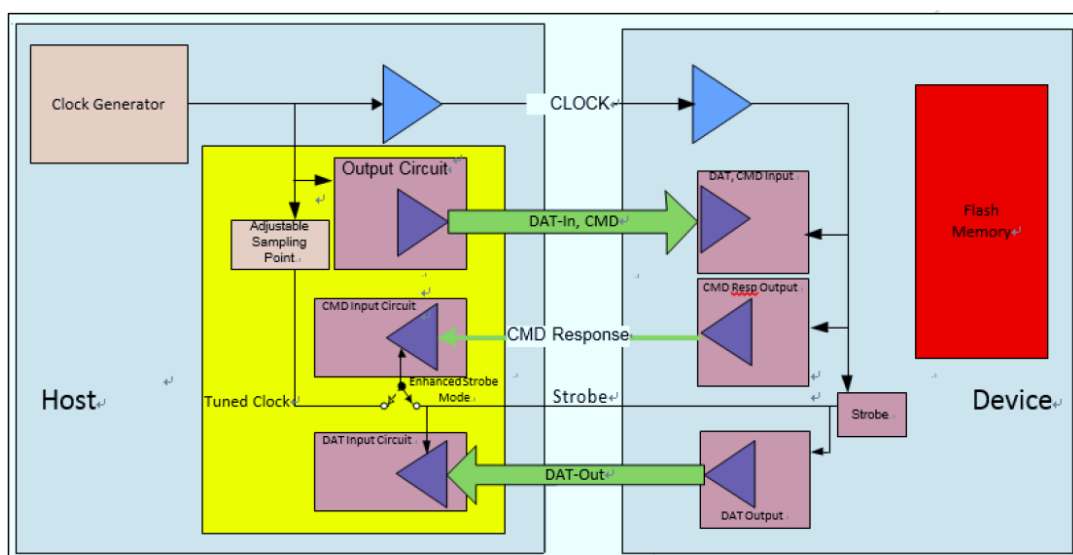 Clock Generator
CLOCK
Output Circuit
DAT, CMD Input
Flash
Memory
DAT-In, CMD
Adjustable
Sampling
Point
CMD Input Circuit
CMD Resp Output
CMD Response
Host
Enhanced Strobe
Mode
Tuned Clock
Strobe
Strobe
Device
DAT Input Circuit
DAT-Out
DAT Output